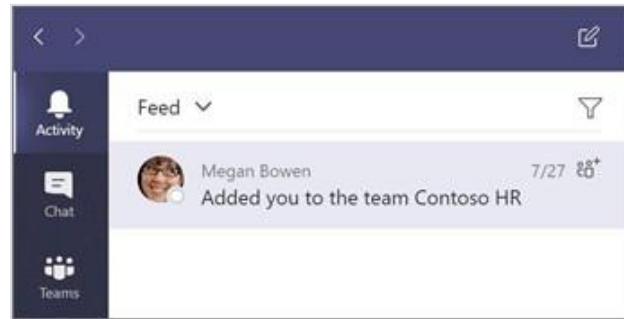 Activity
Chat
Teams
Feed
Megan Bowen 7/27
Added you to the team Contoso HR